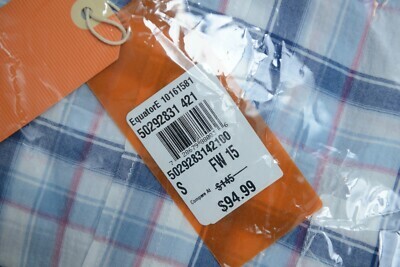 EquatorE 10161581
50292831 421
5029283142100
FW 15
S
Compare At $145
$94.99